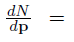 dN/dp =